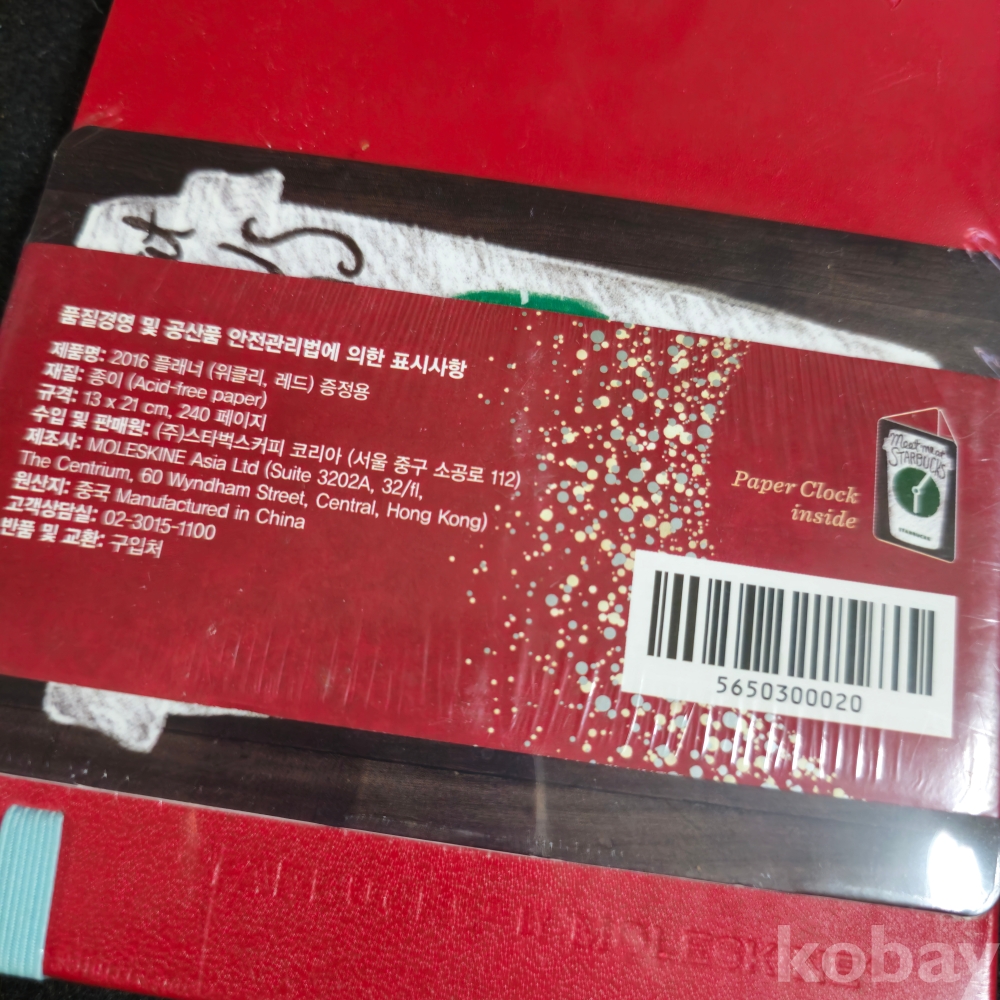 품질경영 및 공산품 안전관리법에 의한 표시사항
제품명: 2016 플래너 (위클리, 레드) 증정용
재질: 종이 (Acid-free paper)
규격: 13 x 21 cm, 240 페이지
수입 및 판매원: (주)스타벅스커피 코리아 (서울 중구 소공로 112)
제조사: MOLESKINE Asia Ltd (Suite 3202A, 32/fl,
The Centrium, 60 Wyndham Street, Central, Hong Kong)
원산지: 중국 Manufactured in China
고객상담실: 02-3015-1100
반품 및 교환: 구입처
Paper Clock
inside
Meet me at
STARBUCKS
STARBUCKS
5650300020
MOLESKINE
kobay